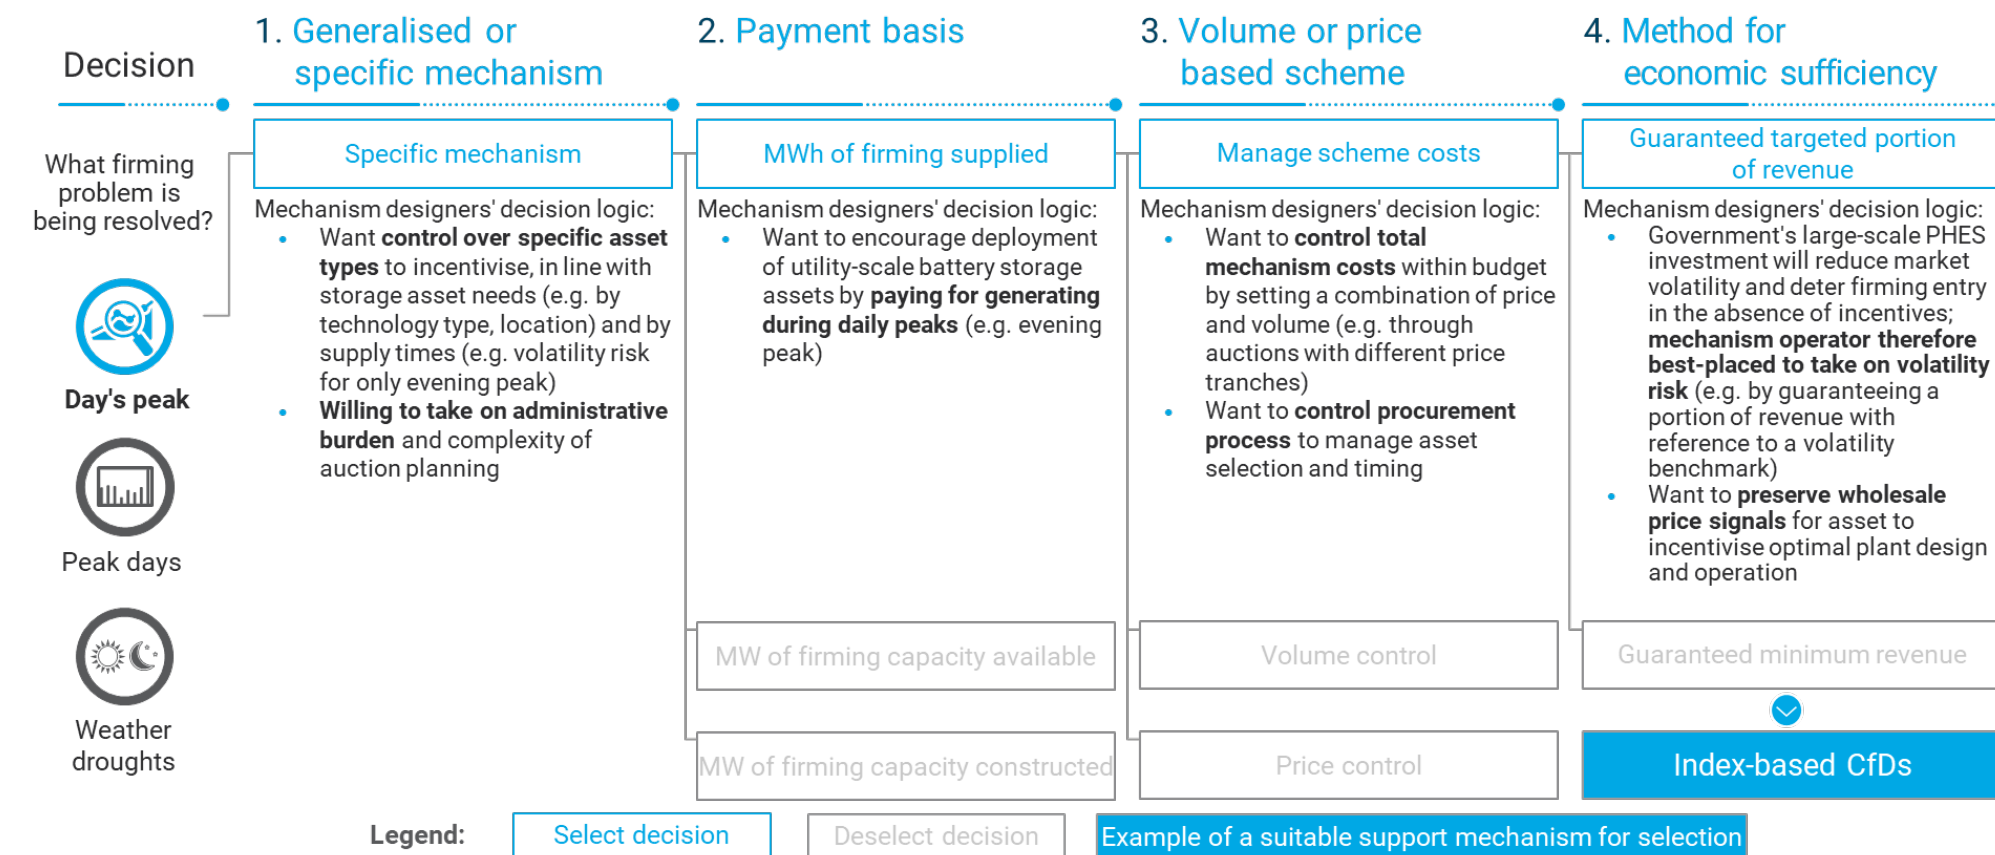 Decision
1. Generalised or
specific mechanism
2. Payment basis
3. Volume or price
based scheme
4. Method for
economic sufficiency
What firming
problem is
being resolved?
Day's peak
Peak days
Weather
droughts
Specific mechanism
Mechanism designers' decision logic:
• Want control over specific asset
types to incentivise, in line with
storage asset needs (e.g. by
technology type, location) and by
supply times (e.g. volatility risk
for only evening peak)
• Willing to take on administrative
burden and complexity of
auction planning
MWh of firming supplied
Mechanism designers' decision logic:
• Want to encourage deployment
of utility-scale battery storage
assets by paying for generating
during daily peaks (e.g. evening
peak)
MW of firming capacity available
MW of firming capacity constructed
Manage scheme costs
Mechanism designers' decision logic:
• Want to control total
mechanism costs within budget
by setting a combination of price
and volume (e.g. through
auctions with different price
tranches)
• Want to control procurement
process to manage asset
selection and timing
Volume control
Price control
Guaranteed targeted portion
of revenue
Mechanism designers' decision logic:
• Government's large-scale PHES
investment will reduce market
volatility and deter firming entry
in the absence of incentives;
mechanism operator therefore
best-placed to take on volatility
risk (e.g. by guaranteeing a
portion of revenue with
reference to a volatility
benchmark)
• Want to preserve wholesale
price signals for asset to
incentivise optimal plant design
and operation
Guaranteed minimum revenue
Index-based CfDs
Legend:
Select decision
Deselect decision
Example of a suitable support mechanism for selection